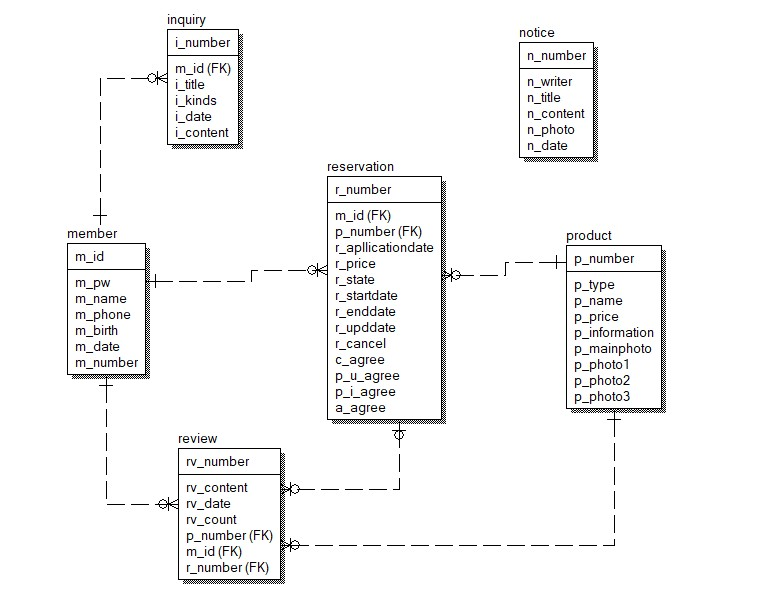 inquiry
i_number
m_id (FK)
i_title
i_kinds
i_date
i_content
notice
n_number
n_writer
n_title
n_content
n_photo
n_date
reservation
r_number
m_id (FK)
p_number (FK)
r_apllicationdate
r_price
r_state
r_startdate
r_enddate
r_upddate
r_cancel
c_agree
p_u_agree
p_i_agree
a_agree
member
m_id
m_pw
m_name
m_phone
m_birth
m_date
m_number
product
p_number
p_type
p_name
p_price
p_information
p_mainphoto
p_photo1
p_photo2
p_photo3
review
rv_number
rv_content
rv_date
rv_count
p_number (FK)
m_id (FK)
r_number (FK)